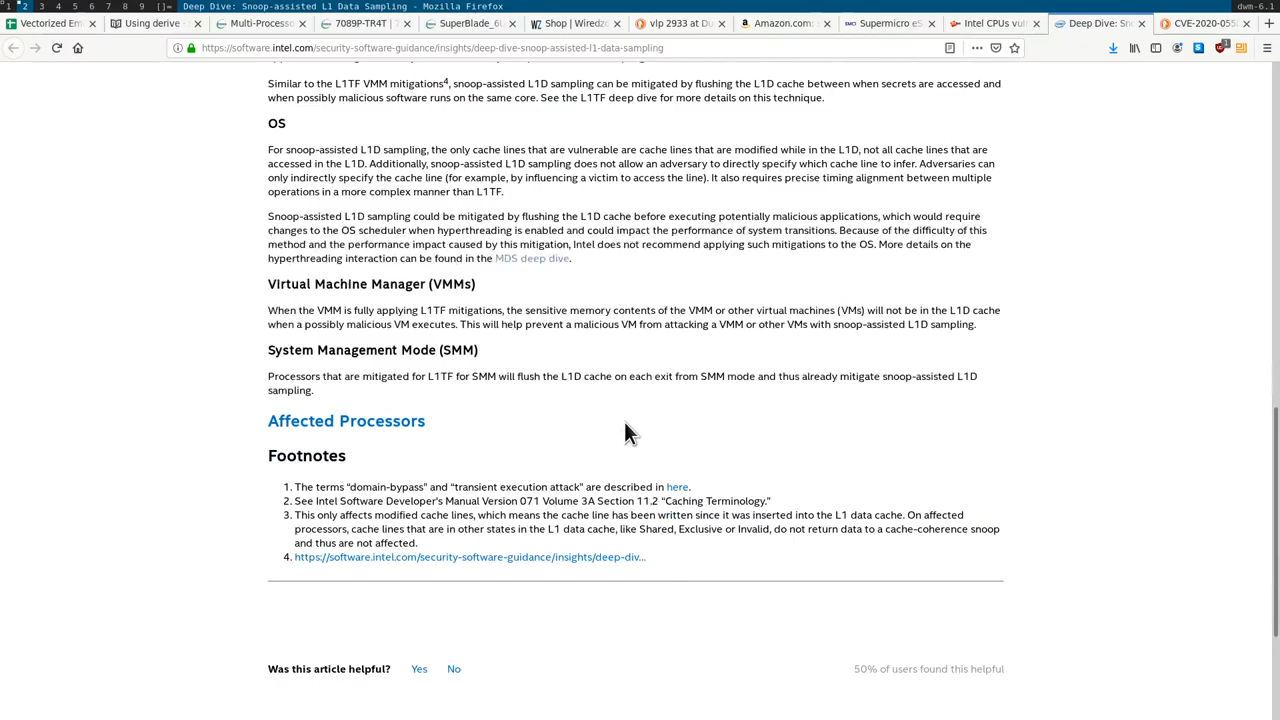 1 2 3 4 5 6 7 8 9 []= Deep Dive: Snoop-assisted L1 Data Sampling - Mozilla Firefox dwm-6.1
Vectorized Em Using derive - Multi-Processo 7089P-TR4T | 7 SuperBlade_6U Shop | Wiredzo vlp 2933 at Du Amazon.com: Supermicro eS Intel CPUs vuln Deep Dive: Sno CVE-2020-055
https://software.intel.com/security-software-guidance/insights/deep-dive-snoop-assisted-l1-data-sampling
Similar to the L1TF VMM mitigations4, snoop-assisted L1D sampling can be mitigated by flushing the L1D cache between when secrets are accessed and
when possibly malicious software runs on the same core. See the L1TF deep dive for more details on this technique.
OS
For snoop-assisted L1D sampling, the only cache lines that are vulnerable are cache lines that are modified while in the L1D, not all cache lines that are
accessed in the L1D. Additionally, snoop-assisted L1D sampling does not allow an adversary to directly specify which cache line to infer. Adversaries can
only indirectly specify the cache line (for example, by influencing a victim to access the line). It also requires precise timing alignment between multiple
operations in a more complex manner than L1TF.
Snoop-assisted L1D sampling could be mitigated by flushing the L1D cache before executing potentially malicious applications, which would require
changes to the OS scheduler when hyperthreading is enabled and could impact the performance of system transitions. Because of the difficulty of this
method and the performance impact caused by this mitigation, Intel does not recommend applying such mitigations to the OS. More details on the
hyperthreading interaction can be found in the MDS deep dive.
Virtual Machine Manager (VMMs)
When the VMM is fully applying L1TF mitigations, the sensitive memory contents of the VMM or other virtual machines (VMs) will not be in the L1D cache
when a possibly malicious VM executes. This will help prevent a malicious VM from attacking a VMM or other VMs with snoop-assisted L1D sampling.
System Management Mode (SMM)
Processors that are mitigated for L1TF for SMM will flush the L1D cache on each exit from SMM mode and thus already mitigate snoop-assisted L1D
sampling.
Affected Processors
Footnotes
1. The terms “domain-bypass” and “transient execution attack” are described in here.
2. See Intel Software Developer's Manual Version 071 Volume 3A Section 11.2 “Caching Terminology.”
3. This only affects modified cache lines, which means the cache line has been written since it was inserted into the L1 data cache. On affected
processors, cache lines that are in other states in the L1 data cache, like Shared, Exclusive or Invalid, do not return data to a cache-coherence snoop
and thus are not affected.
4. https://software.intel.com/security-software-guidance/insights/deep-div...
Was this article helpful? Yes No 50% of users found this helpful